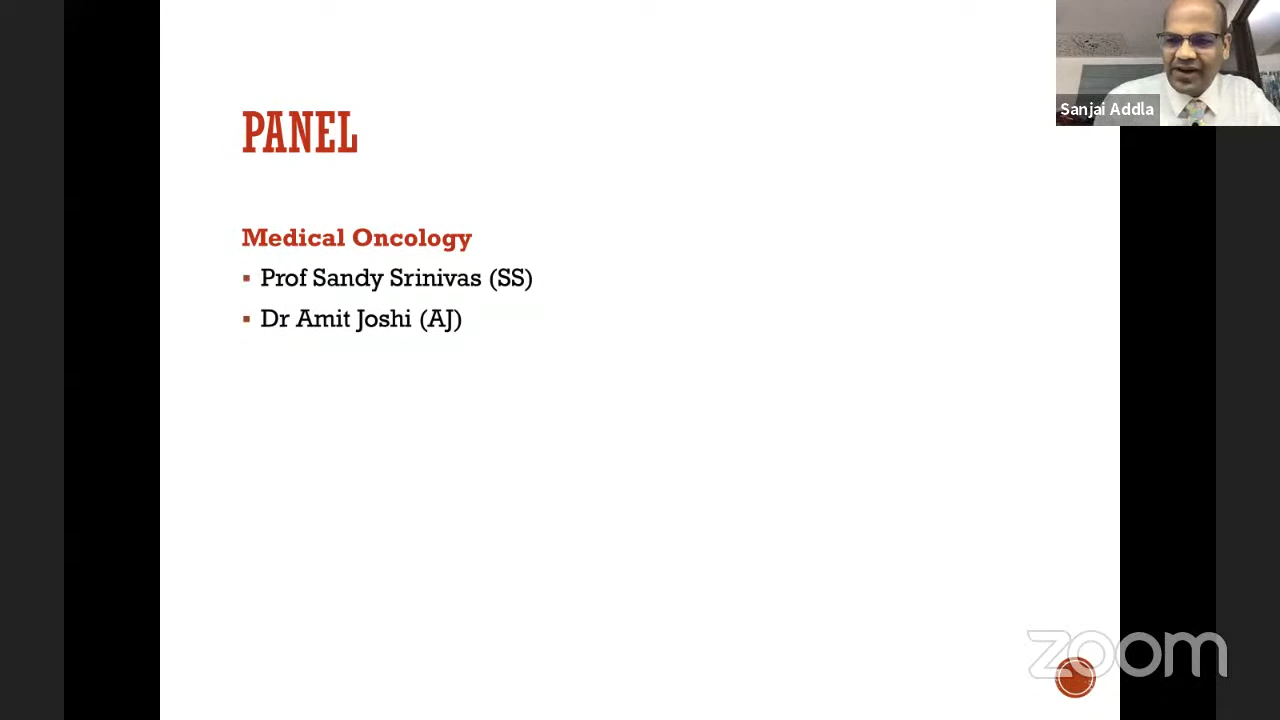 Sanjai Addla
PANEL
Medical Oncology
▪ Prof Sandy Srinivas (SS)
▪ Dr Amit Joshi (AJ)
zoom